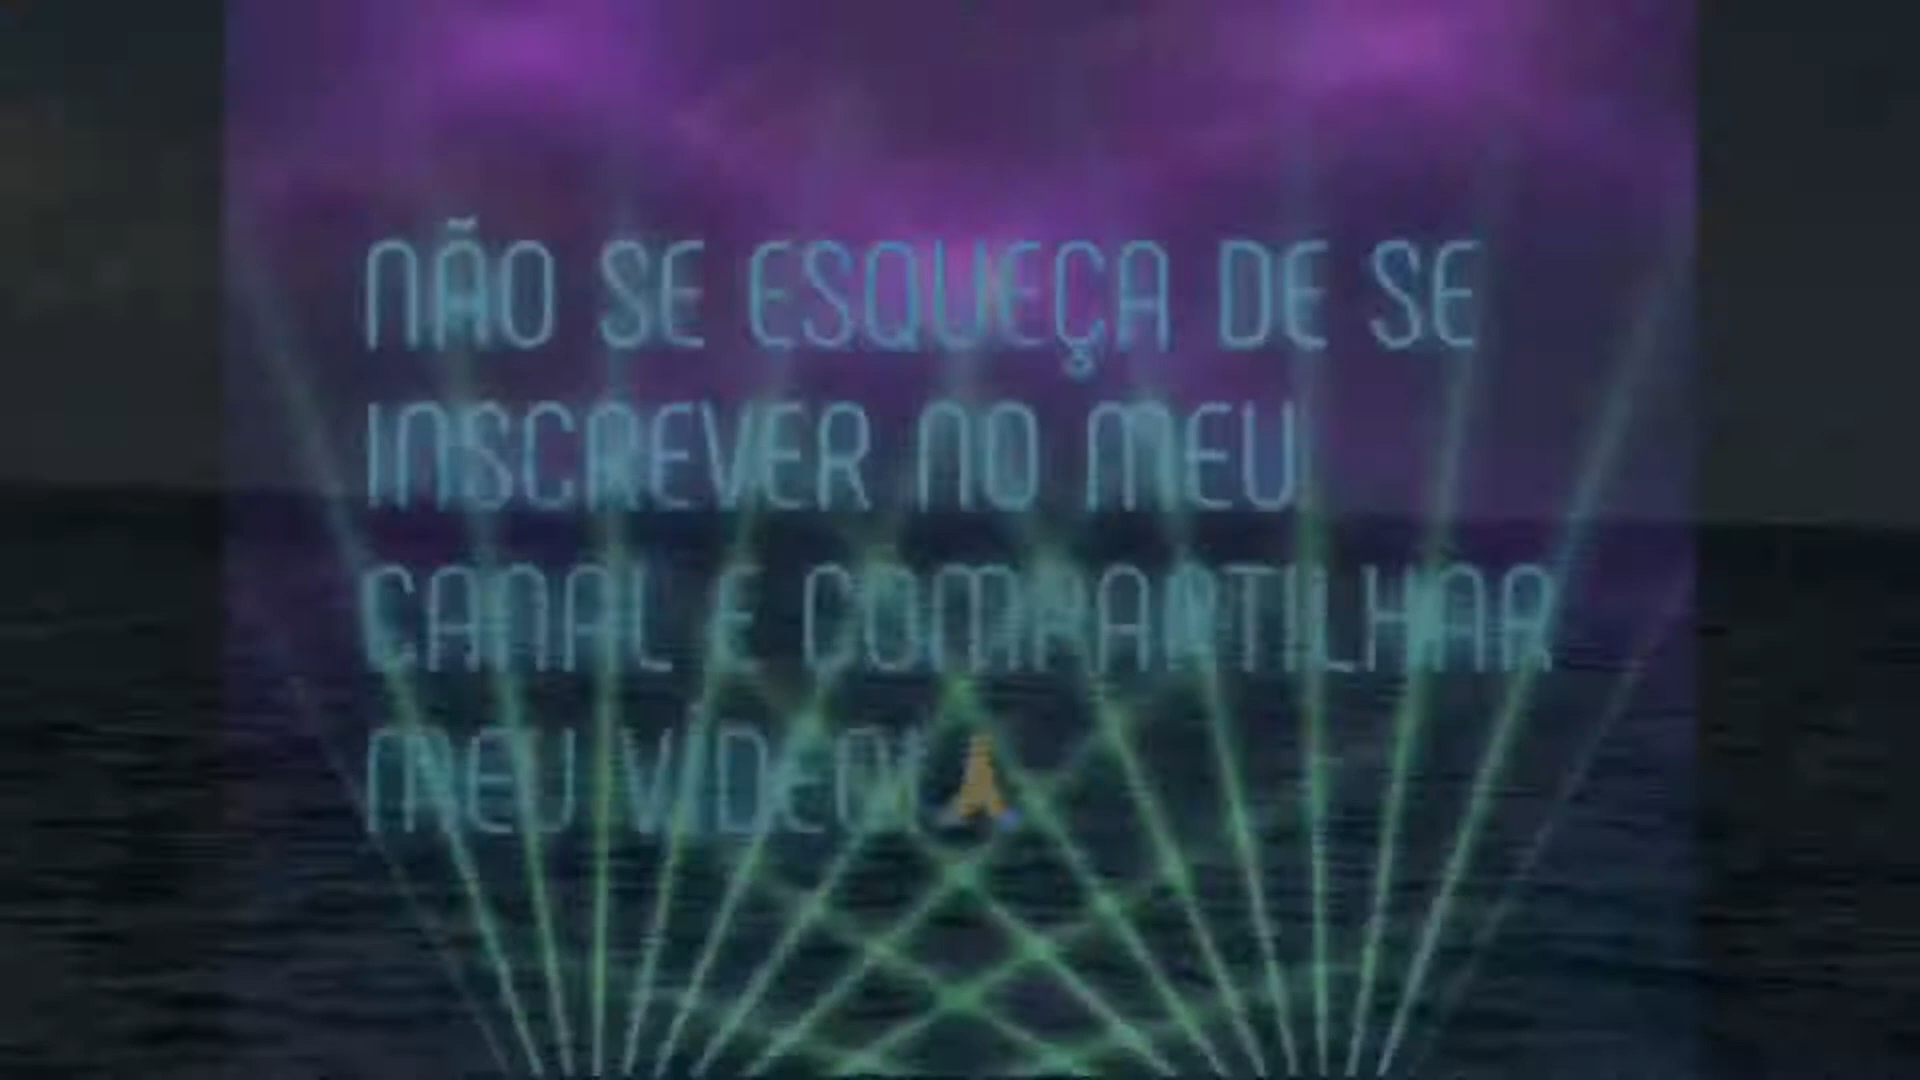 NÃO SE ESQUEÇA DE SE
INSCREVER NO MEU
CANAL E COMPARTILHAR
MEU VÍDEO! 🙏